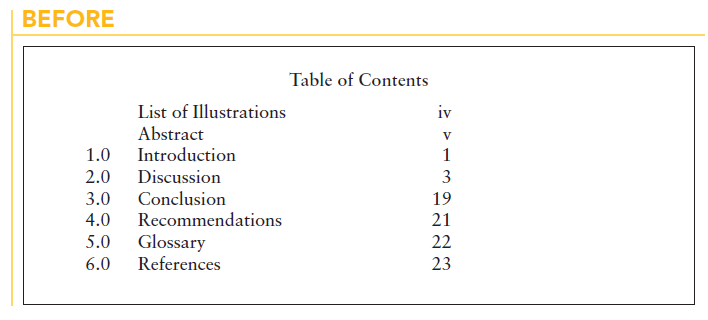 BEFORE
Table of Contents
List of Illustrations iv
Abstract v
1.0 Introduction 1
2.0 Discussion 3
3.0 Conclusion 19
4.0 Recommendations 21
5.0 Glossary 22
6.0 References 23